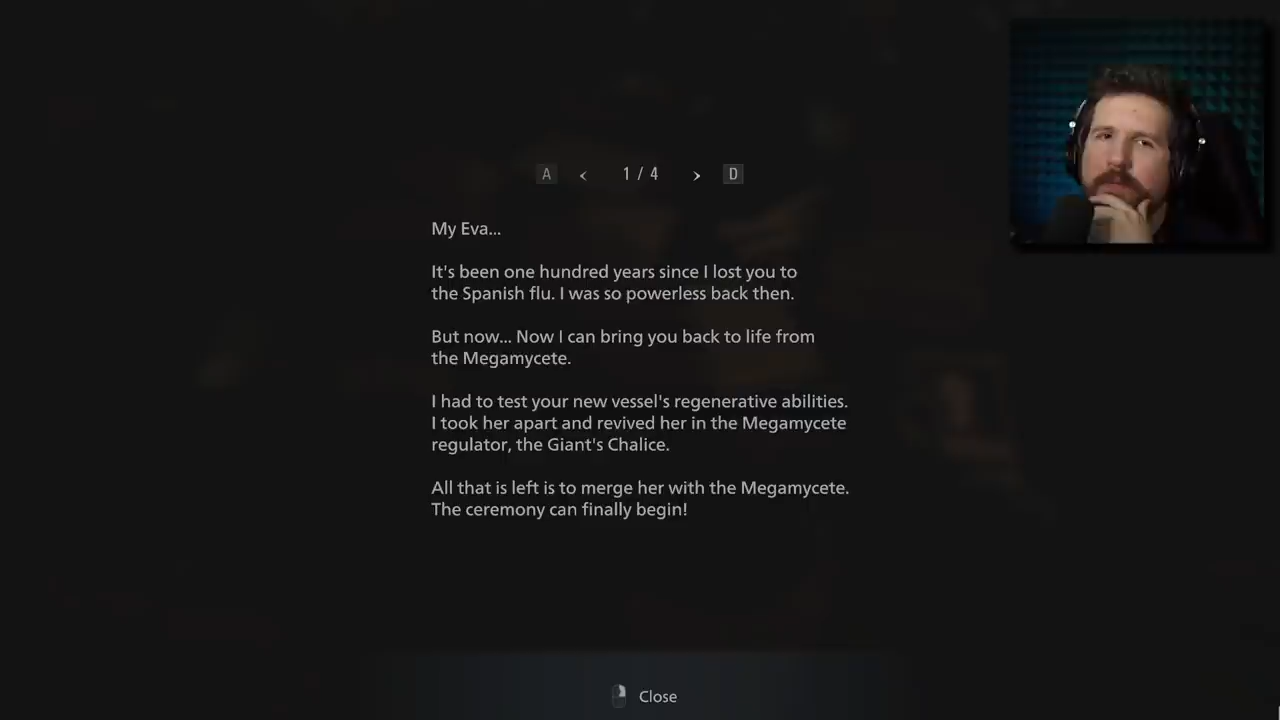 A < 1 / 4 > D
My Eva...
It's been one hundred years since I lost you to
the Spanish flu. I was so powerless back then.
But now... Now I can bring you back to life from
the Megamycete.
I had to test your new vessel's regenerative abilities.
I took her apart and revived her in the Megamycete
regulator, the Giant's Chalice.
All that is left is to merge her with the Megamycete.
The ceremony can finally begin!
Close